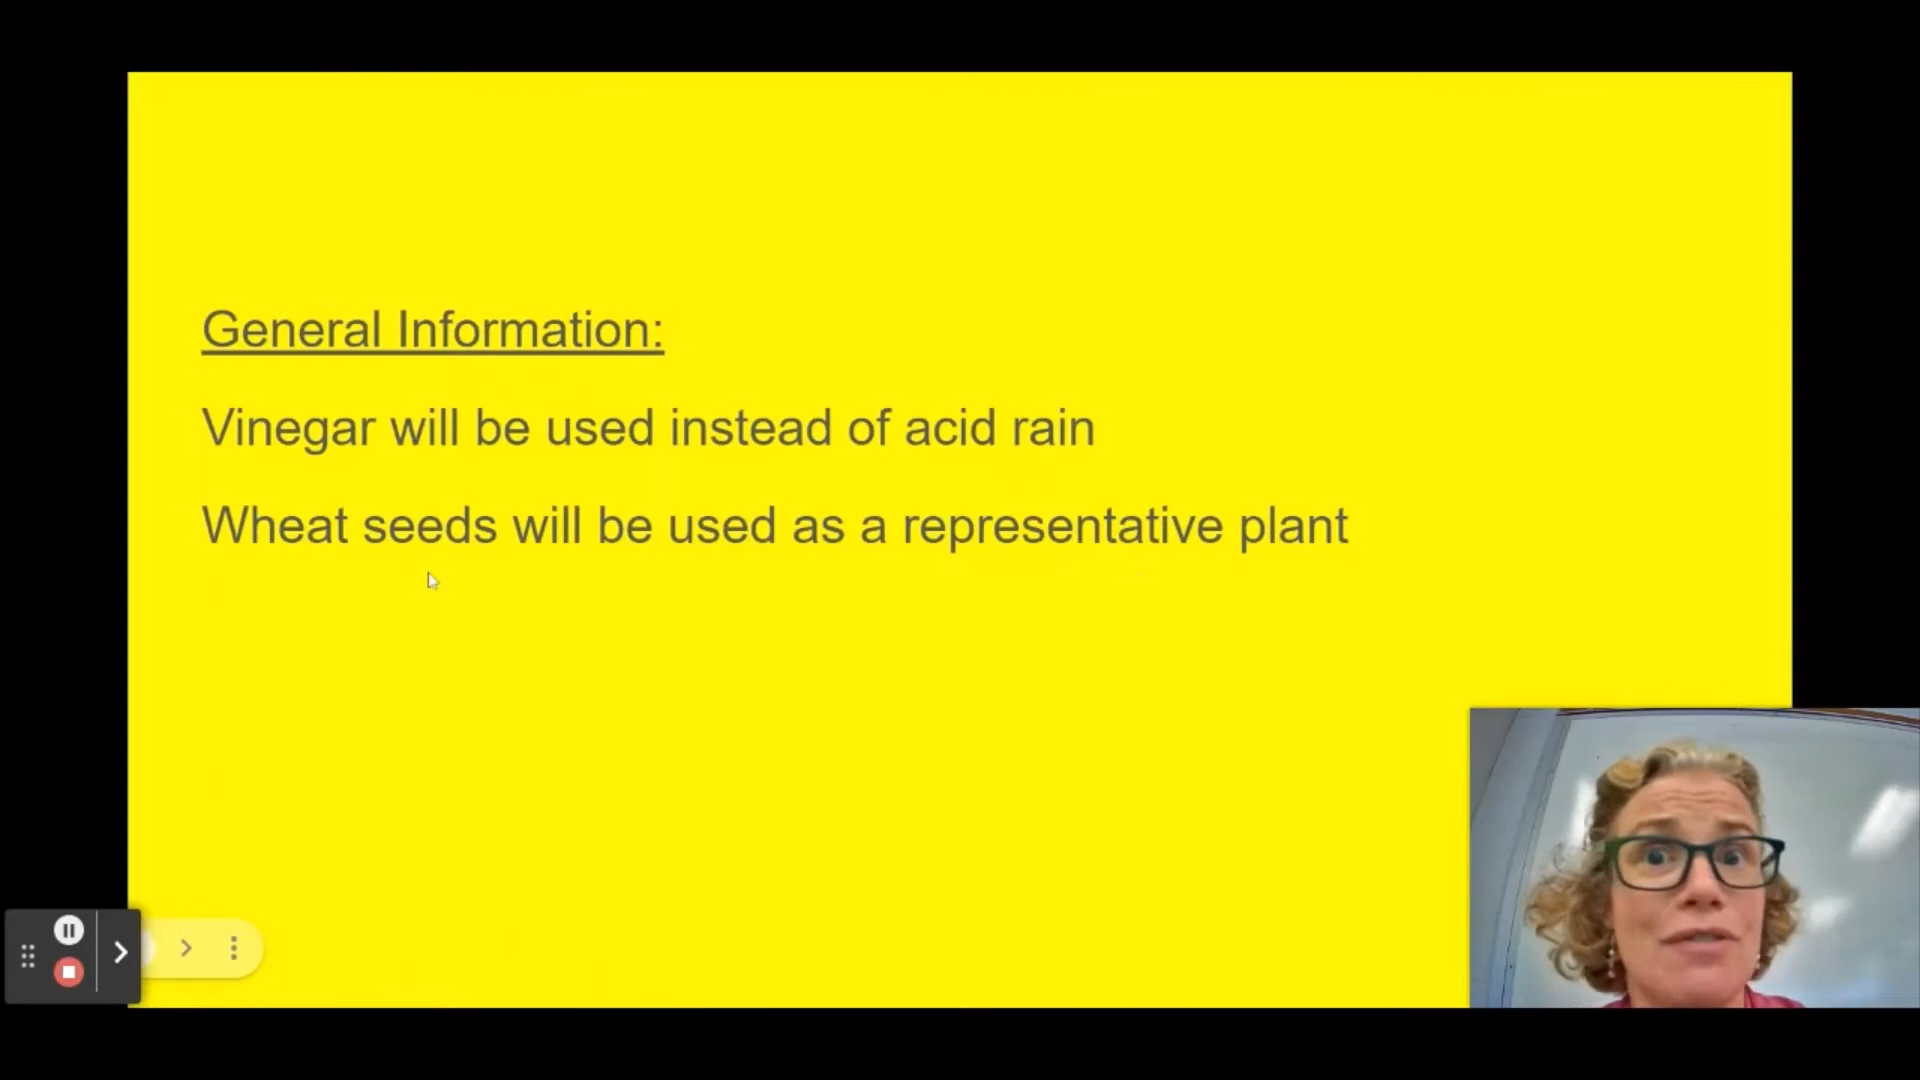 General Information:
Vinegar will be used instead of acid rain
Wheat seeds will be used as a representative plant